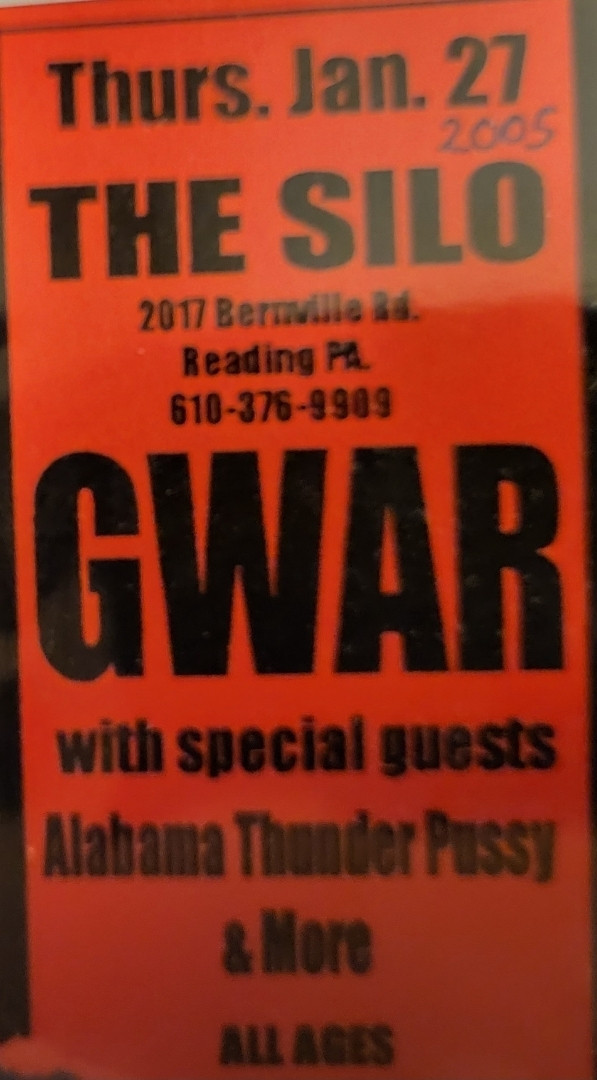 Thurs. Jan. 27
2005
THE SILO
2017 Bernville Rd.
Reading PA.
610-376-9909
GWAR
with special guests
Alabama Thunder Pussy
& More
ALL AGES